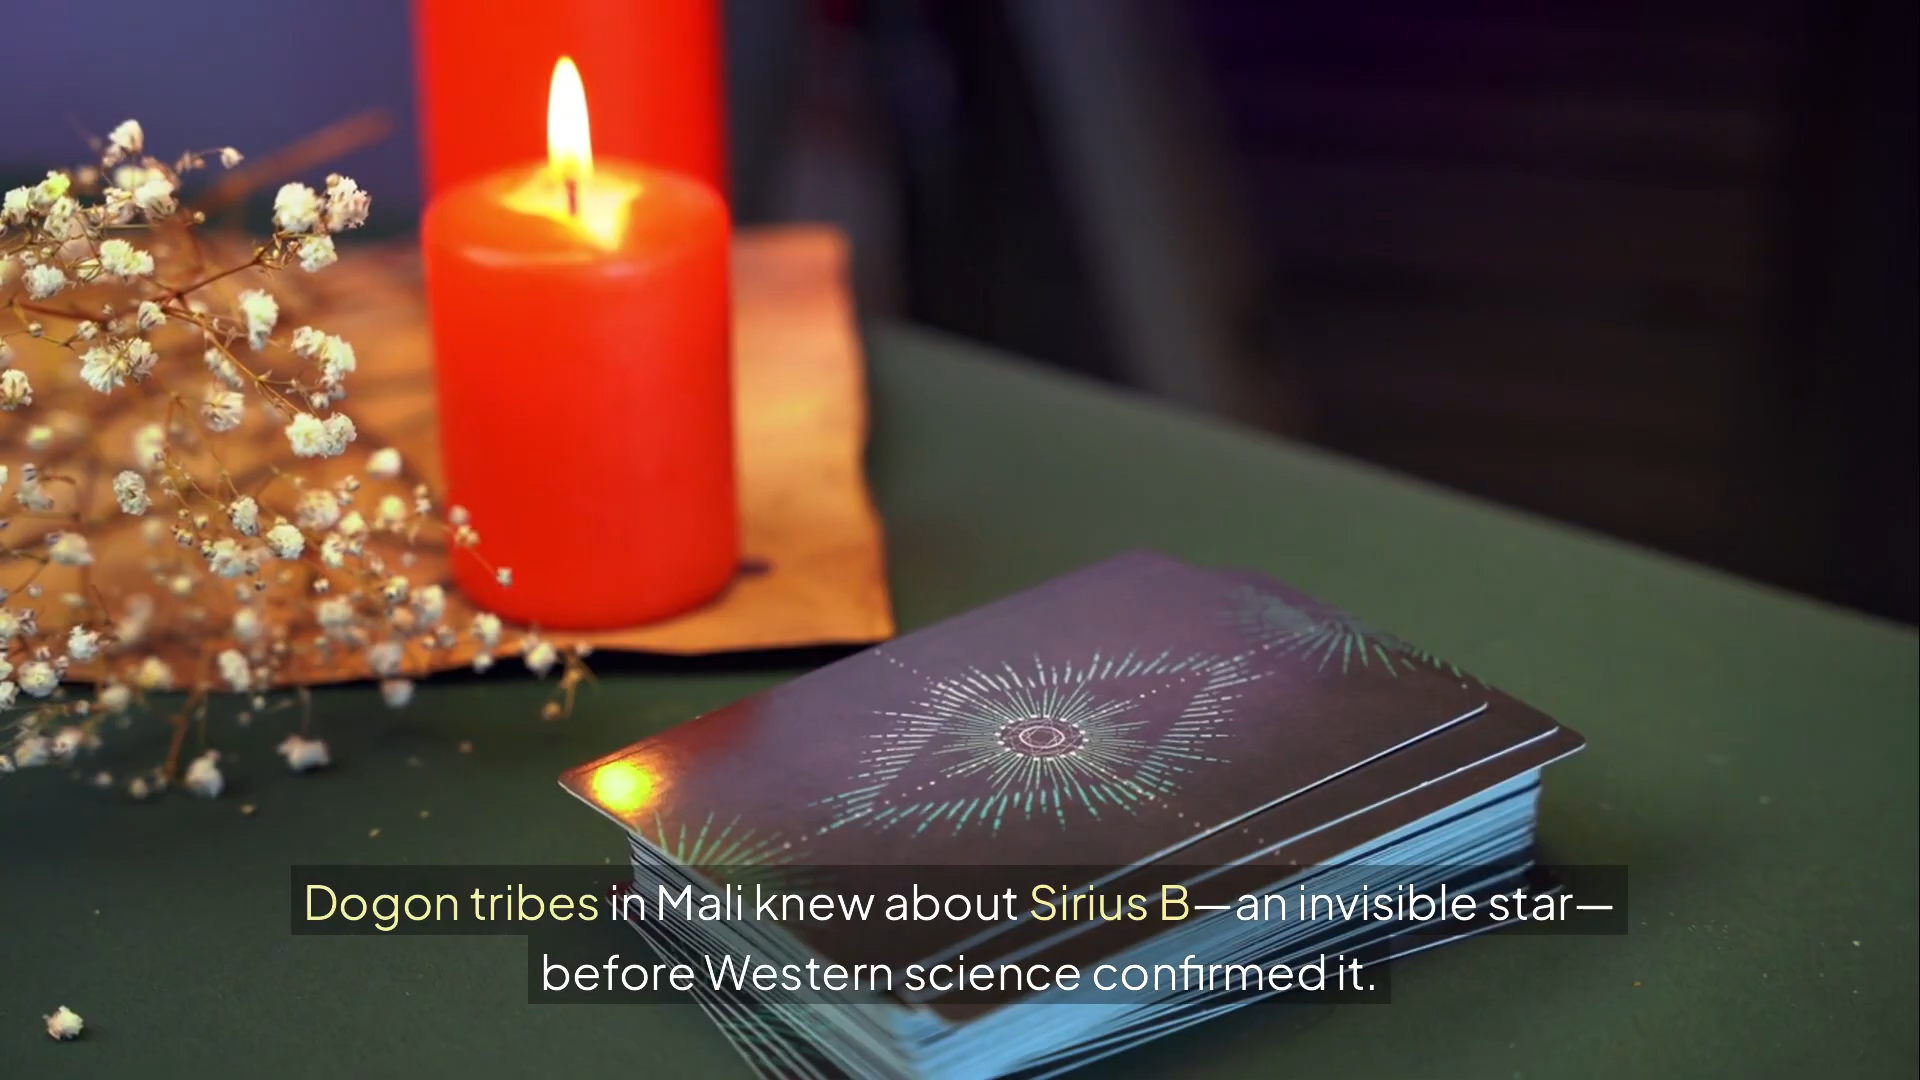 Dogon tribes in Mali knew about Sirius B—an invisible star—
before Western science confirmed it.